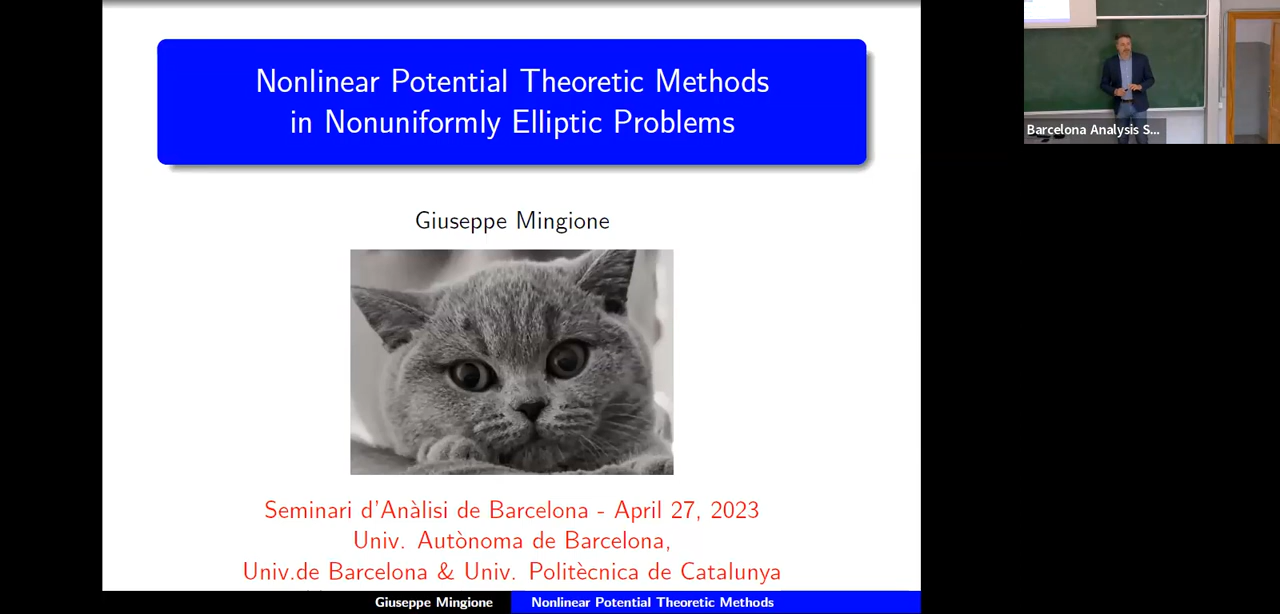 Nonlinear Potential Theoretic Methods
in Nonuniformly Elliptic Problems
Giuseppe Mingione
Seminari d'Anàlisi de Barcelona - April 27, 2023
Univ. Autònoma de Barcelona,
Univ.de Barcelona & Univ. Politècnica de Catalunya
Giuseppe Mingione
Nonlinear Potential Theoretic Methods
Barcelona Analysis S...